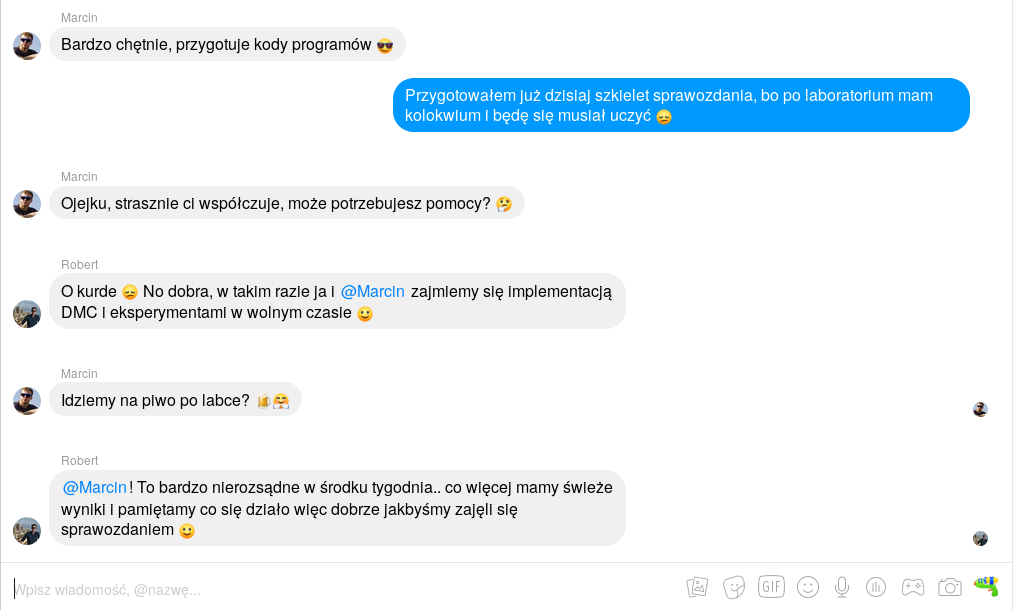 Marcin
Bardzo chętnie, przygotuje kody programów 😎
Przygotowałem już dzisiaj szkielet sprawozdania, bo po laboratorium mam
kolokwium i będę się musiał uczyć 😞
Marcin
Ojejku, strasznie ci współczuje, może potrzebujesz pomocy? 🤔
Robert
O kurde 😞 No dobra, w takim razie ja i @Marcin zajmiemy się implementacją
DMC i eksperymentami w wolnym czasie 🙂
Marcin
Idziemy na piwo po labce? 🍺😤
Robert
@Marcin! To bardzo nierozsądne w środku tygodnia.. co więcej mamy świeże
wyniki i pamiętamy co się działo więc dobrze jakbyśmy zajęli się
sprawozdaniem 🙂
Wpisz wiadomość, @nazwę...
GIF